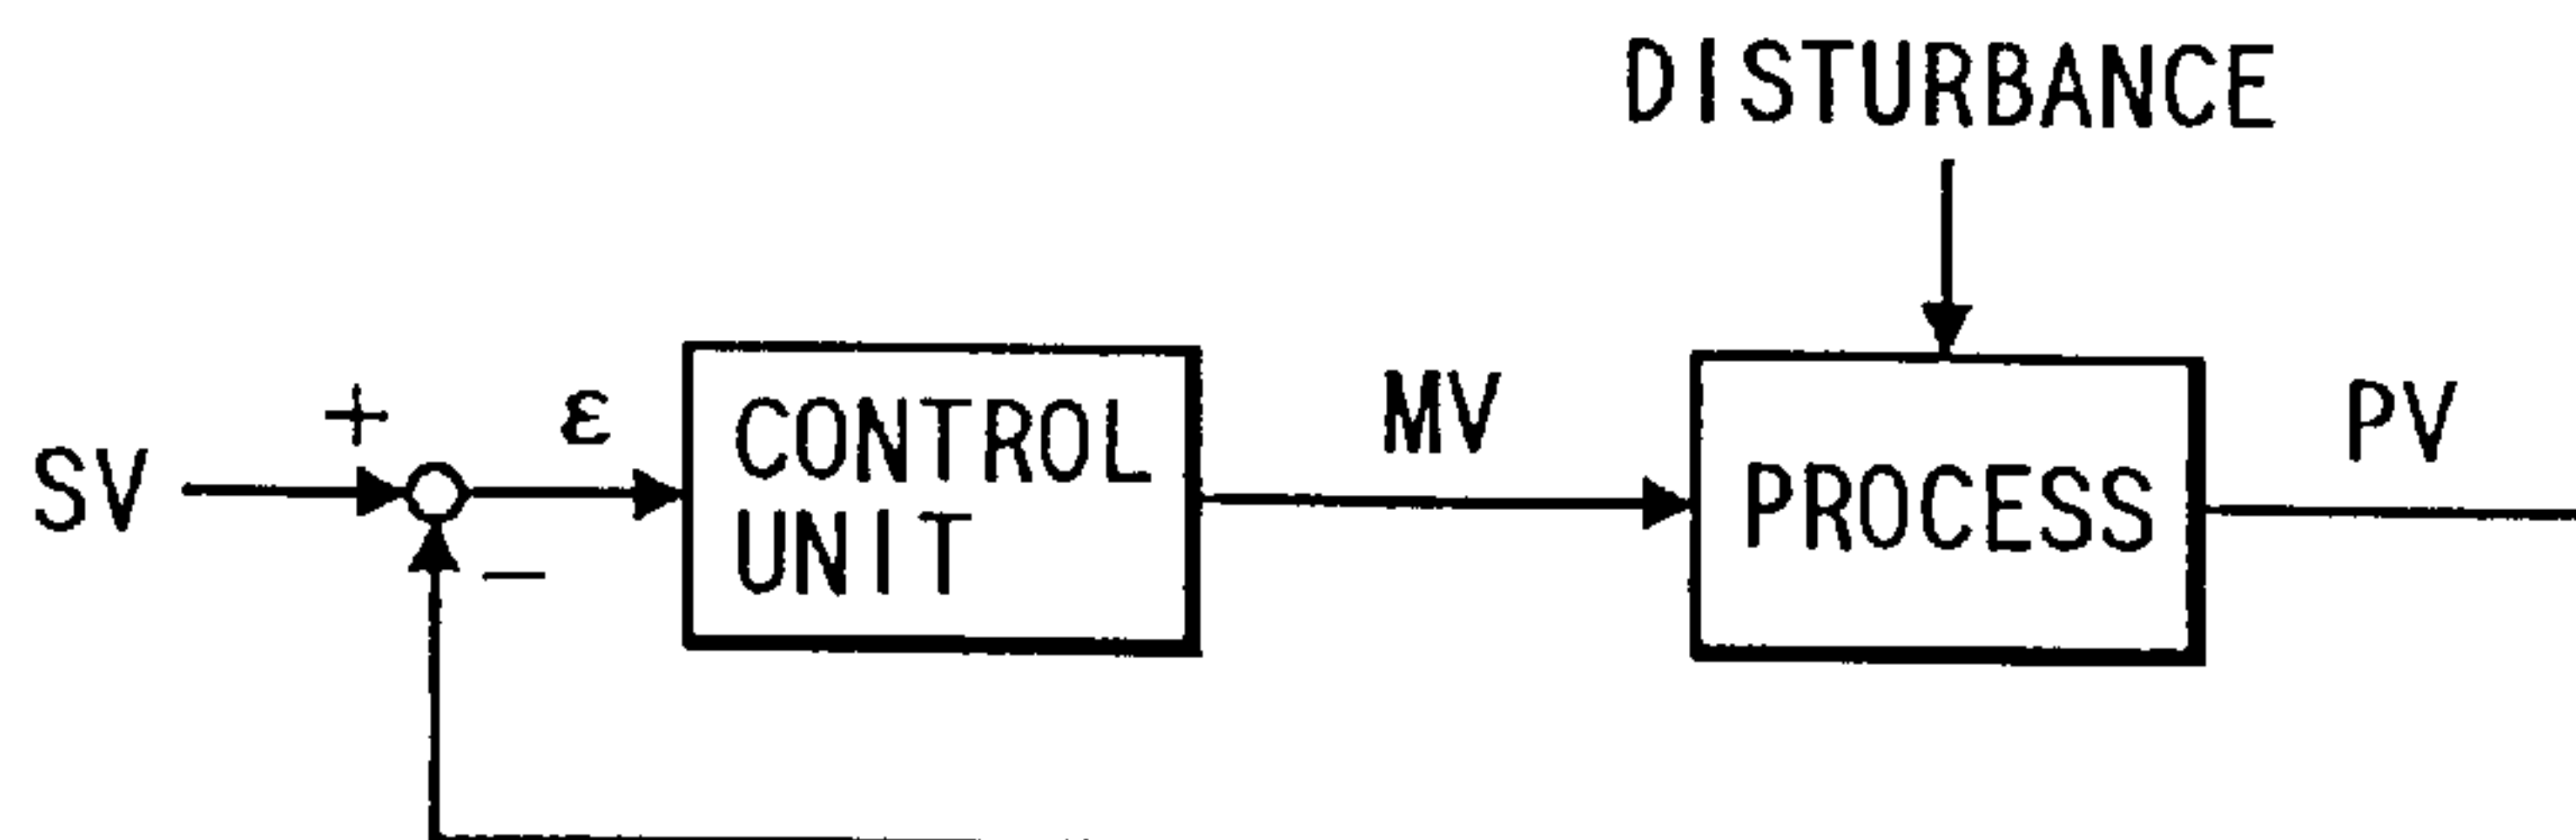 DISTURBANCE
+
ε
SV
CONTROL
UNIT
MV
PROCESS
PV
−